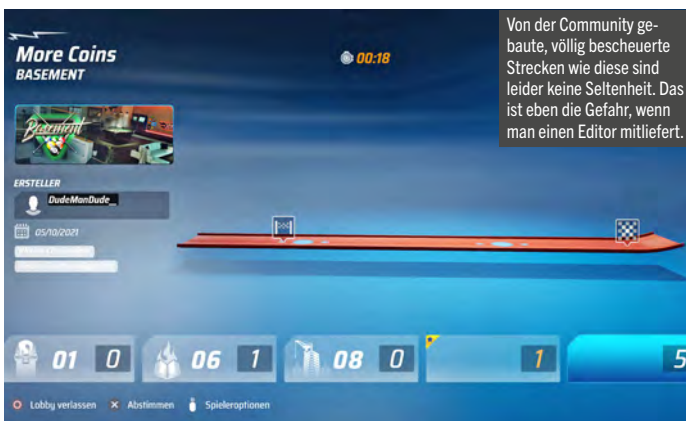 More Coins
BASEMENT
00:18
Von der Community ge-
baute, völlig bescheuerte
Strecken wie diese sind
leider keine Seltenheit. Das
ist eben die Gefahr, wenn
man einen Editor mitliefert.
Basement
ERSTELLER
DudeManDude_
05/10/2021
01 0
06 1
08 0
1
5
Lobby verlassen Abstimmen Spieleroptionen